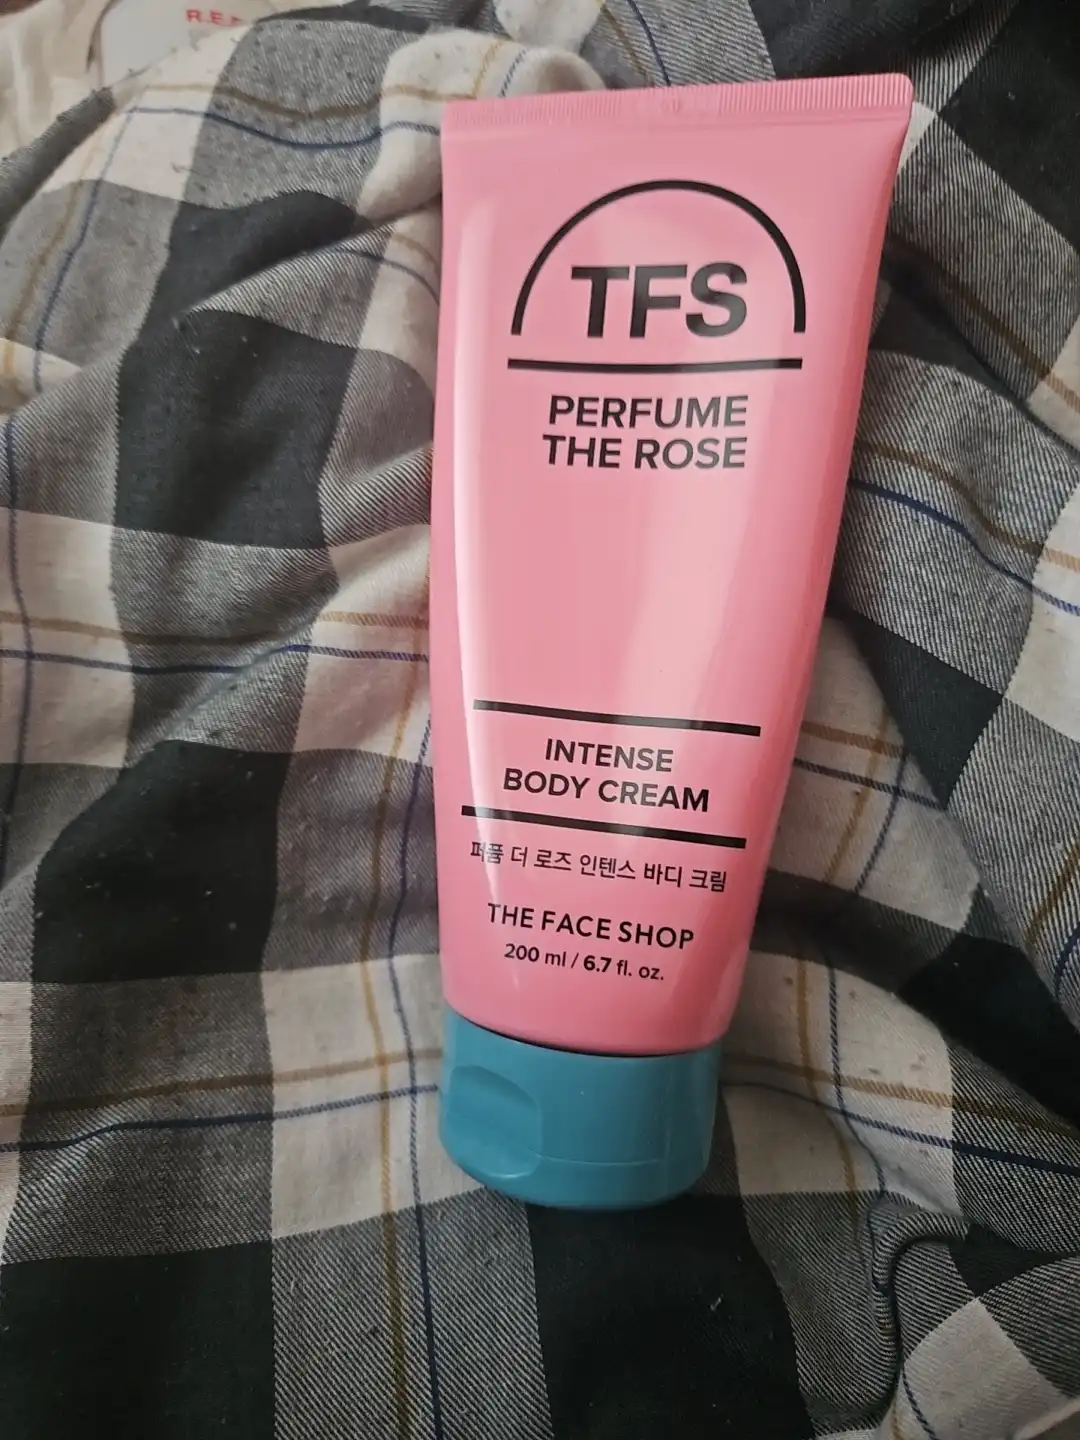 TFS
PERFUME
THE ROSE
INTENSE
BODY CREAM
퍼퓸 더 로즈 인텐스 바디 크림
THE FACE SHOP
200 ml / 6.7 fl. oz.